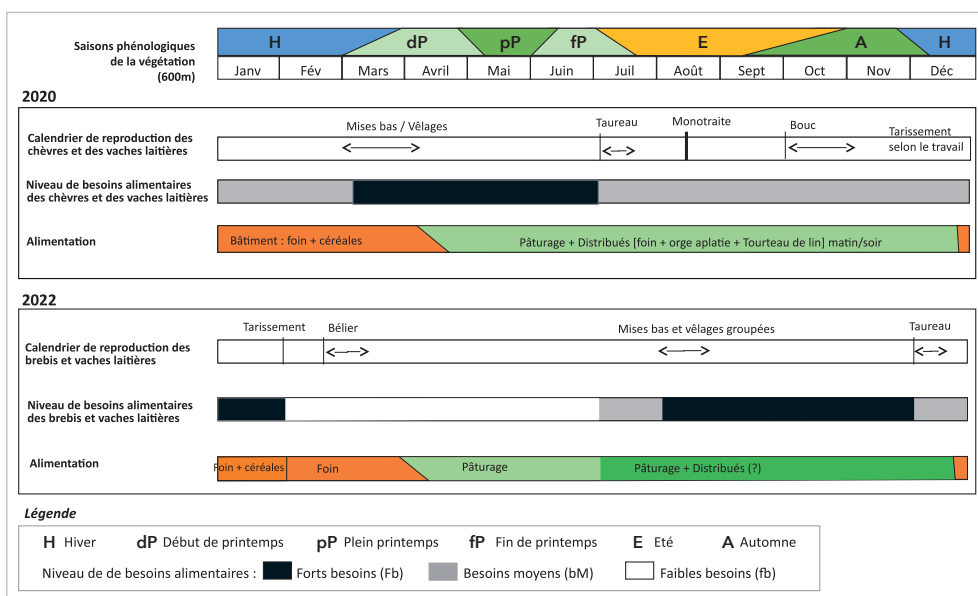 Saisons phénologiques
de la végétation
(600m)
H dP pP fP E A H
Janv Fév Mars Avril Mai Juin Juil Août Sept Oct Nov Déc
2020
Calendrier de reproduction des
chèvres et des vaches laitières
Mises bas / Vêlages
Taureau
Monotraite
Bouc
Tarissement
selon le travail
Niveau de besoins alimentaires
des chèvres et des vaches laitières
Alimentation
Bâtiment : foin + céréales
Pâturage + Distribués [foin + orge aplatie + Tourteau de lin] matin/soir
2022
Calendrier de reproduction des
brebis et vaches laitières
Tarissement
Bélier
Mises bas et vêlages groupées
Taureau
Niveau de besoins alimentaires
des brebis et vaches laitières
Alimentation
Foin + céréales
Foin
Pâturage
Pâturage + Distribués (?)
Légende
H Hiver dP Début de printemps pP Plein printemps fP Fin de printemps E Eté A Automne
Niveau de de besoins alimentaires : Forts besoins (Fb) Besoins moyens (bM) Faibles besoins (fb)